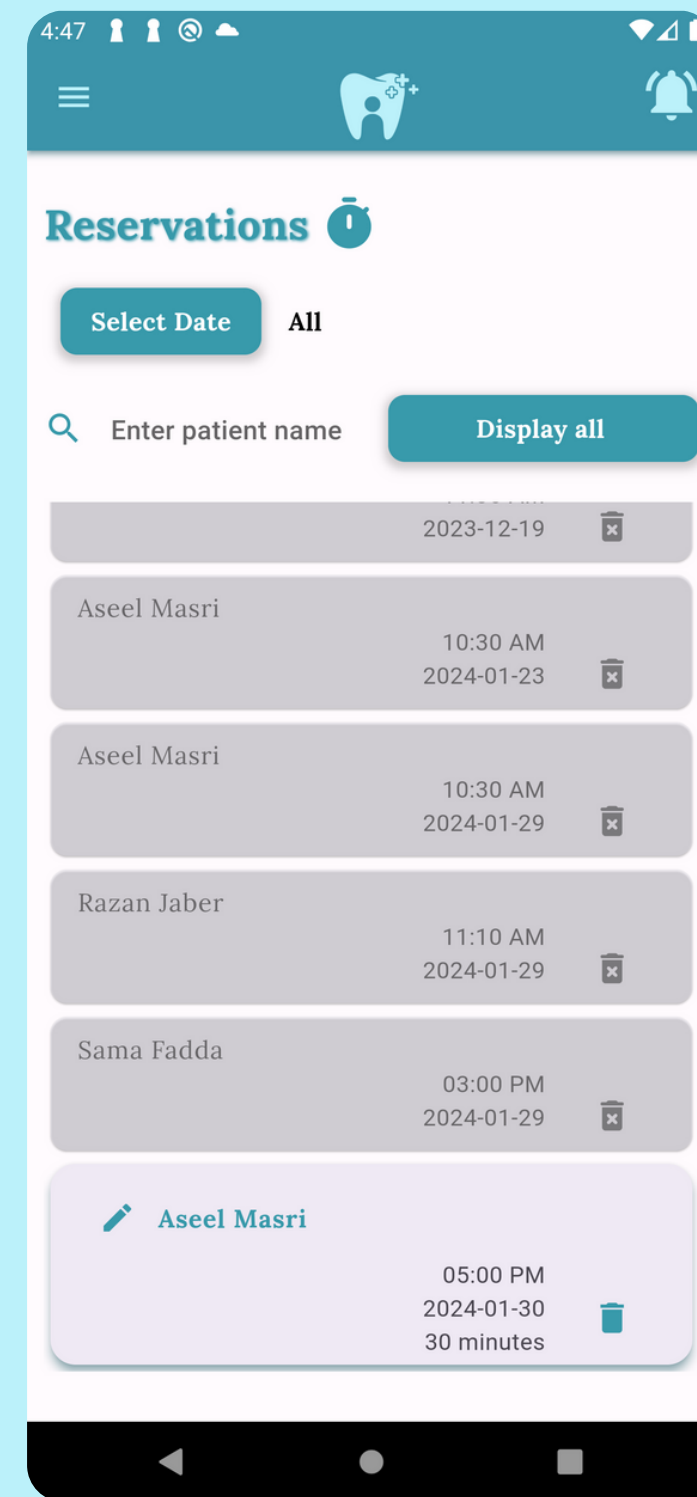 4:47
Reservations
Select Date
All
Enter patient name
Display all
2023-12-19
Aseel Masri
10:30 AM
2024-01-23
Aseel Masri
10:30 AM
2024-01-29
Razan Jaber
11:10 AM
2024-01-29
Sama Fadda
03:00 PM
2024-01-29
Aseel Masri
05:00 PM
2024-01-30
30 minutes